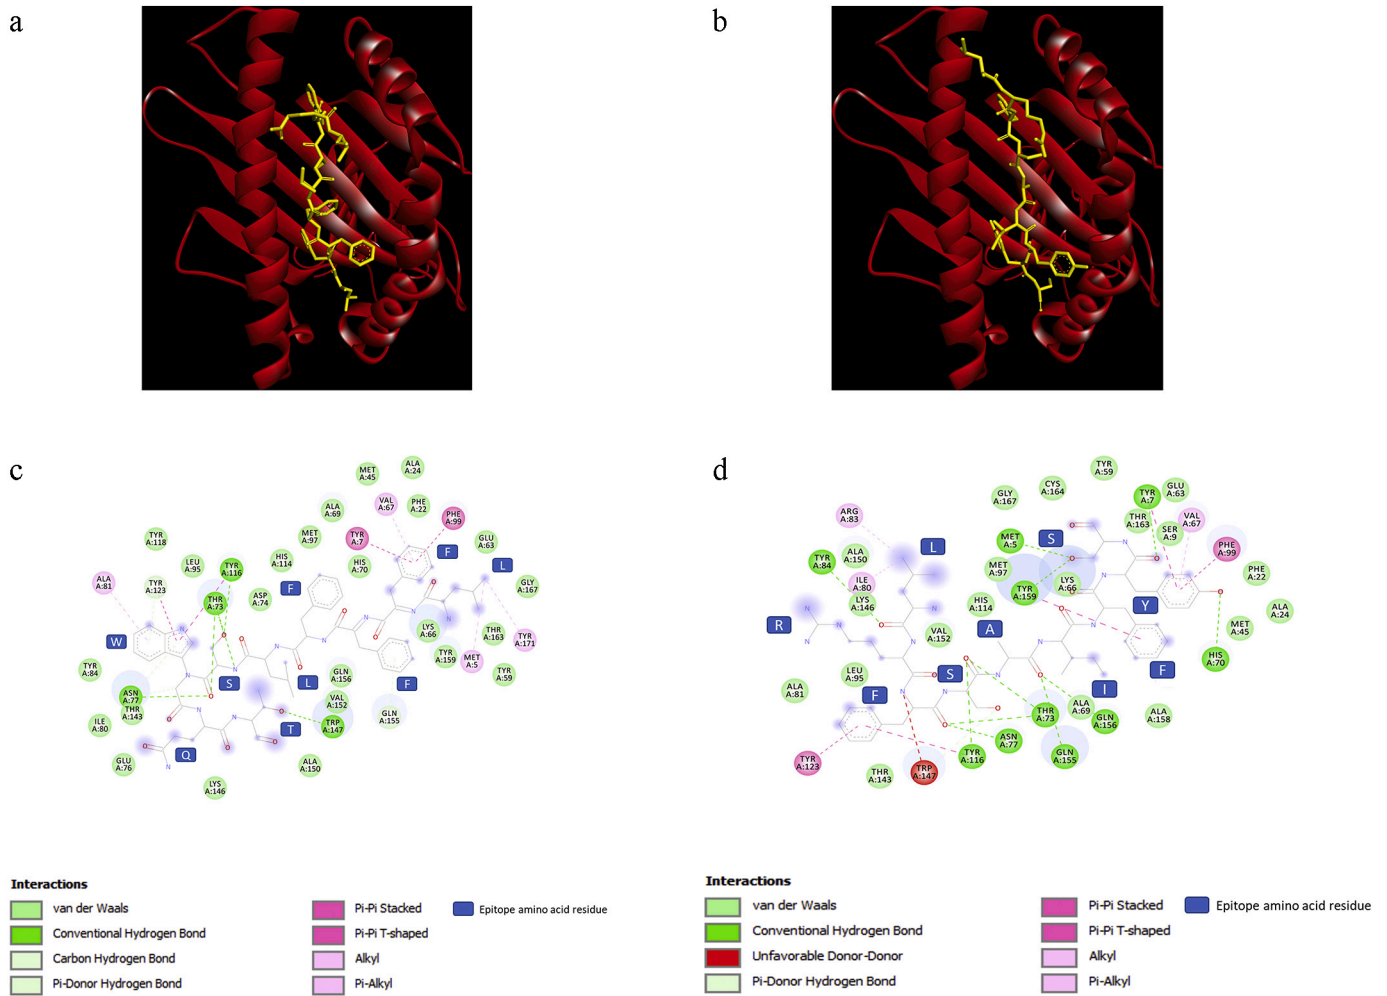 a
b
c
d
MET
A:45
ALA
A:24
VAL
A:67
PHE
A:22
ALA
A:69
PHE
A:99
TYR
A:7
MET
A:97
GLU
A:63
TYR
A:118
LEU
A:95
TYR
A:116
HIS
A:114
HIS
A:70
F
L
GLY
A:167
ALA
A:81
TYR
A:123
ASP
A:74
F
THR
A:73
LYS
A:66
THR
A:163
TYR
A:171
W
TYR
A:159
MET
A:5
TYR
A:59
TYR
A:84
GLN
A:156
S
L
F
ASN
A:77
THR
A:143
VAL
A:152
GLN
A:155
ILE
A:80
TRP
A:147
T
Q
GLU
A:76
ALA
A:150
LYS
A:146
TYR
A:59
CYS
A:164
GLY
A:167
TYR
A:7
GLU
A:63
ARG
A:83
THR
A:163
SER
A:9
VAL
A:67
S
MET
A:5
PHE
A:99
L
ALA
A:150
TYR
A:84
MET
A:97
PHE
A:22
ILE
A:80
LYS
A:66
TYR
A:159
LYS
A:146
HIS
A:114
Y
ALA
A:24
R
VAL
A:152
A
MET
A:45
HIS
A:70
LEU
A:95
S
F
F
I
ALA
A:81
ALA
A:69
GLN
A:156
ALA
A:158
THR
A:73
ASN
A:77
TYR
A:116
GLN
A:155
TYR
A:123
THR
A:143
TRP
A:147
Interactions
van der Waals
Conventional Hydrogen Bond
Carbon Hydrogen Bond
Pi-Donor Hydrogen Bond
Pi-Pi Stacked
Pi-Pi T-shaped
Alkyl
Pi-Alkyl
Epitope amino acid residue
Interactions
van der Waals
Conventional Hydrogen Bond
Unfavorable Donor-Donor
Pi-Donor Hydrogen Bond
Pi-Pi Stacked
Pi-Pi T-shaped
Alkyl
Pi-Alkyl
Epitope amino acid residue